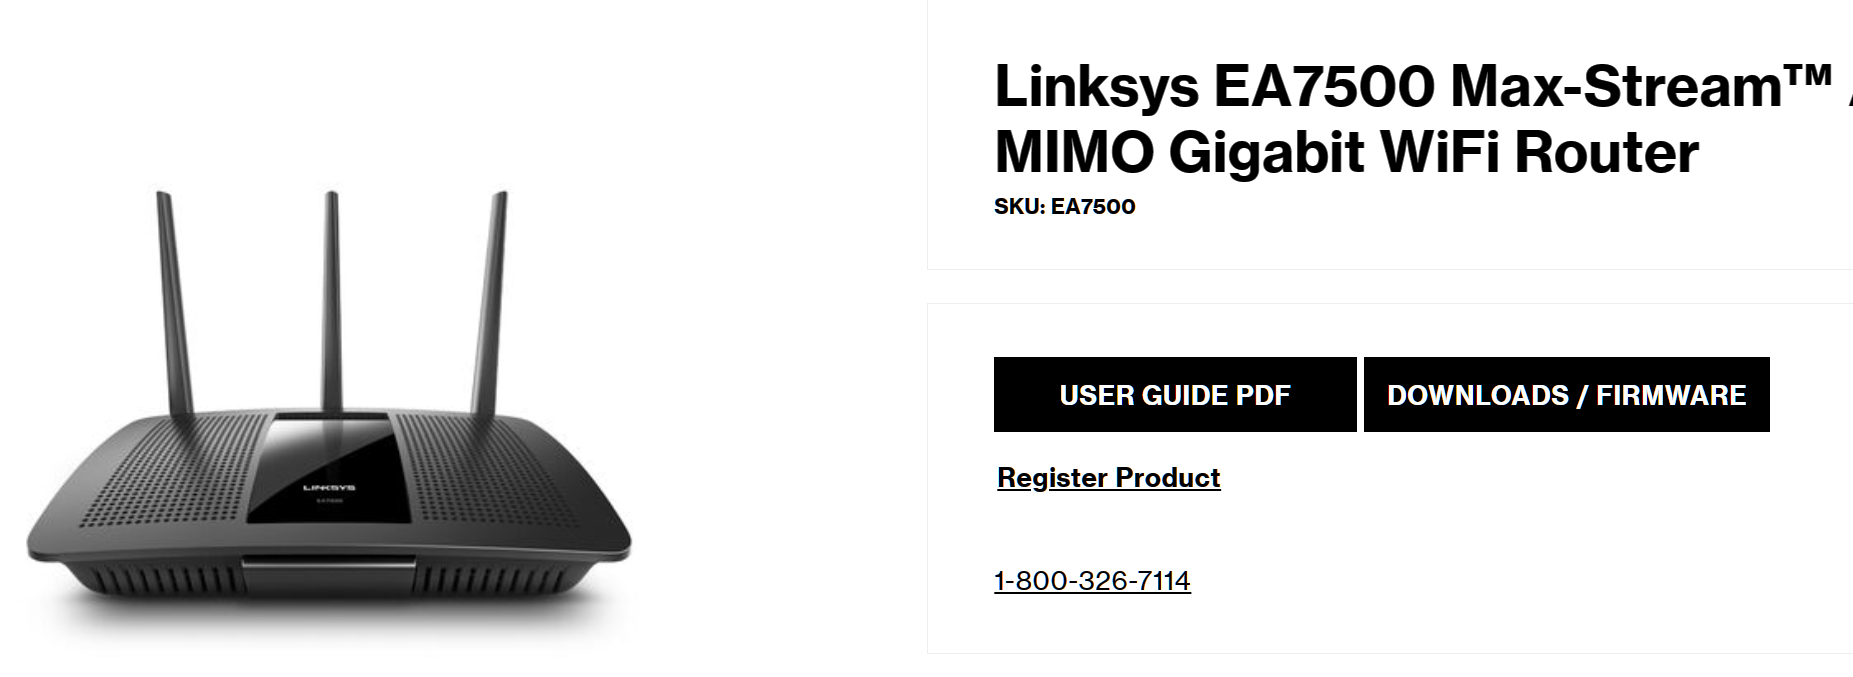 Linksys EA7500 Max-Stream™
MIMO Gigabit WiFi Router
SKU: EA7500
USER GUIDE PDF
DOWNLOADS / FIRMWARE
Register Product
1-800-326-7114
LINKSYS
EA7500